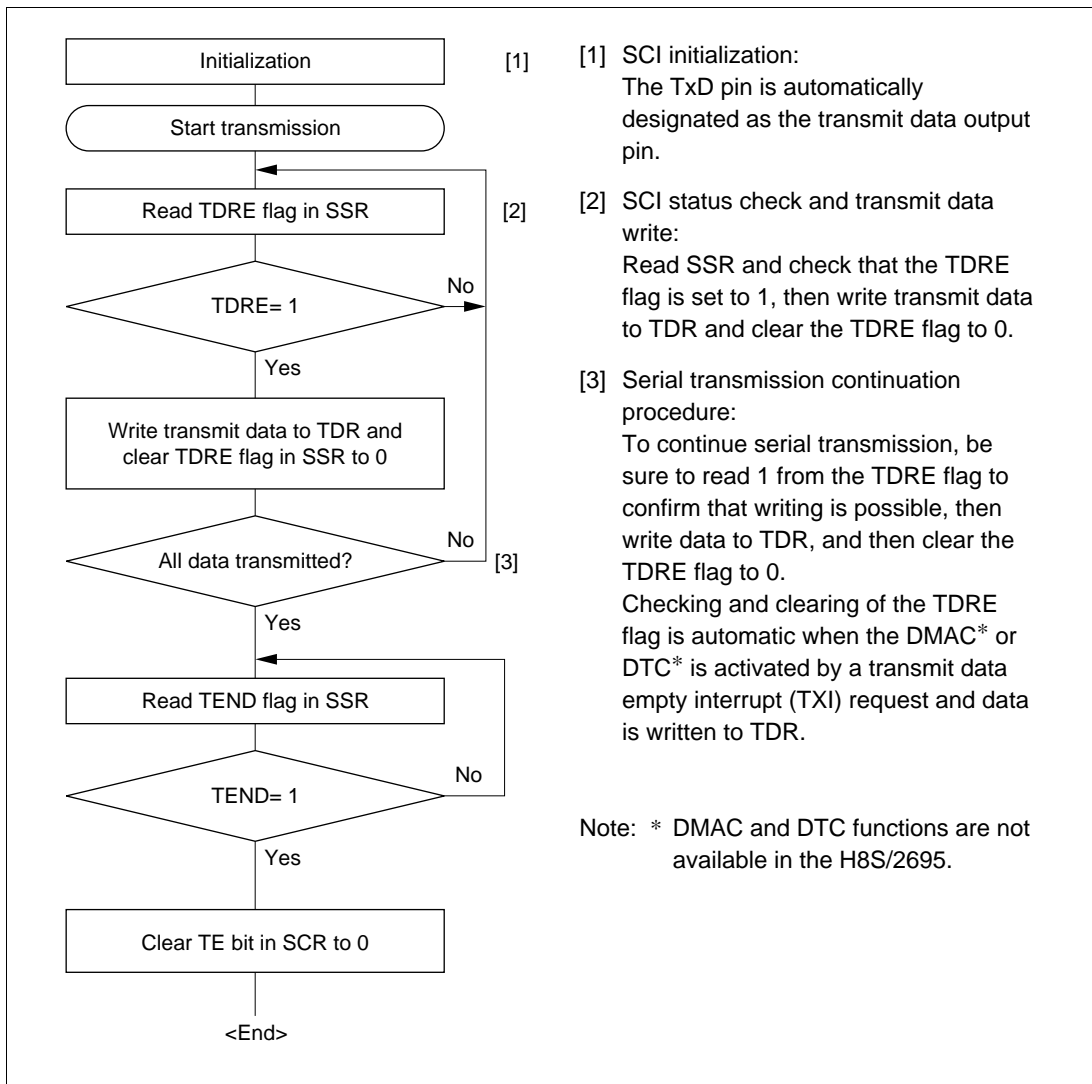 Initialization
[1]
Start transmission
Read TDRE flag in SSR
[2]
No
TDRE= 1
Yes
Write transmit data to TDR and
clear TDRE flag in SSR to 0
No
All data transmitted?
[3]
Yes
Read TEND flag in SSR
No
TEND= 1
Yes
Clear TE bit in SCR to 0
<End>
[1] SCI initialization:
The TxD pin is automatically
designated as the transmit data output
pin.
[2] SCI status check and transmit data
write:
Read SSR and check that the TDRE
flag is set to 1, then write transmit data
to TDR and clear the TDRE flag to 0.
[3] Serial transmission continuation
procedure:
To continue serial transmission, be
sure to read 1 from the TDRE flag to
confirm that writing is possible, then
write data to TDR, and then clear the
TDRE flag to 0.
Checking and clearing of the TDRE
flag is automatic when the DMAC* or
DTC* is activated by a transmit data
empty interrupt (TXI) request and data
is written to TDR.
Note: * DMAC and DTC functions are not
available in the H8S/2695.